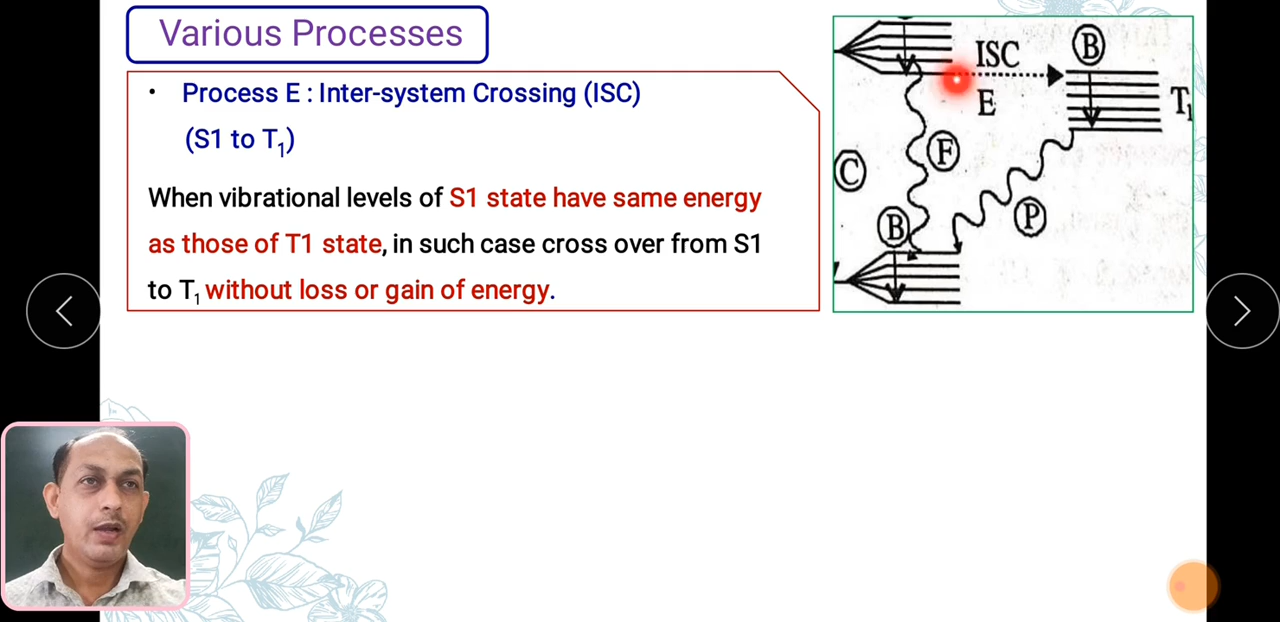 Various Processes
• Process E : Inter-system Crossing (ISC)
(S1 to T₁)
When vibrational levels of S1 state have same energy
as those of T1 state, in such case cross over from S1
to T₁ without loss or gain of energy.
ISC
B
E
T₁
C
F
B
P